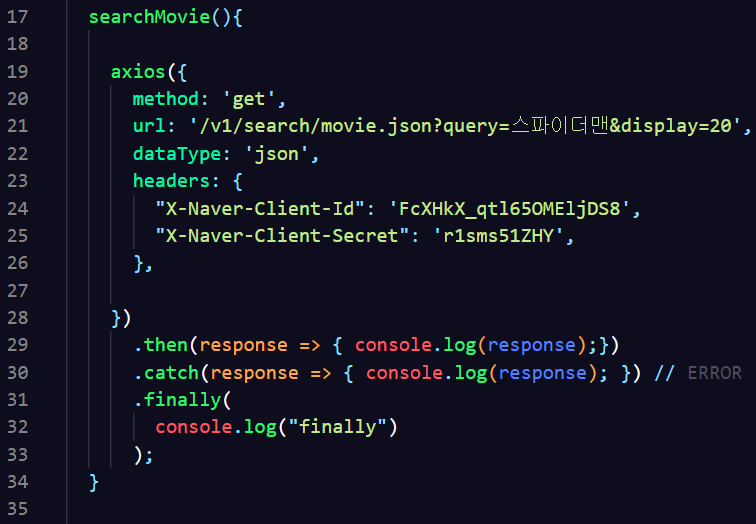 17 searchMovie(){
18
19 axios({
20 method: 'get',
21 url: '/v1/search/movie.json?query=스파이더맨&display=20',
22 dataType: 'json',
23 headers: {
24 "X-Naver-Client-Id": 'FcXHkX_qtl65OMEljDS8',
25 "X-Naver-Client-Secret": 'r1sms51ZHY',
26 },
27
28 })
29 .then(response => { console.log(response);})
30 .catch(response => { console.log(response); }) // ERROR
31 .finally(
32 console.log("finally")
33 );
34 }
35